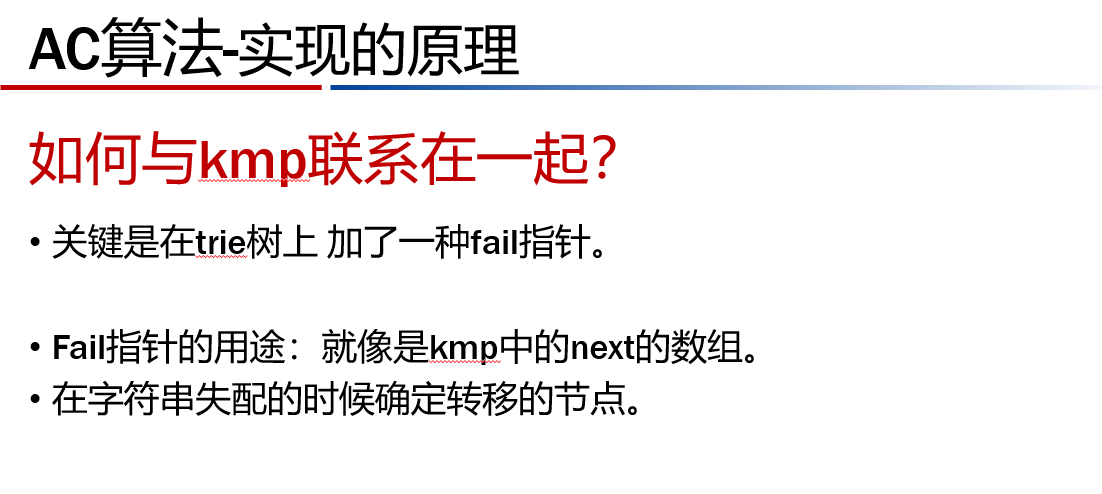 AC算法-实现的原理
如何与kmp联系在一起？
• 关键是在trie树上 加了一种fail指针。
• Fail指针的用途：就像是kmp中的next的数组。
• 在字符串失配的时候确定转移的节点。